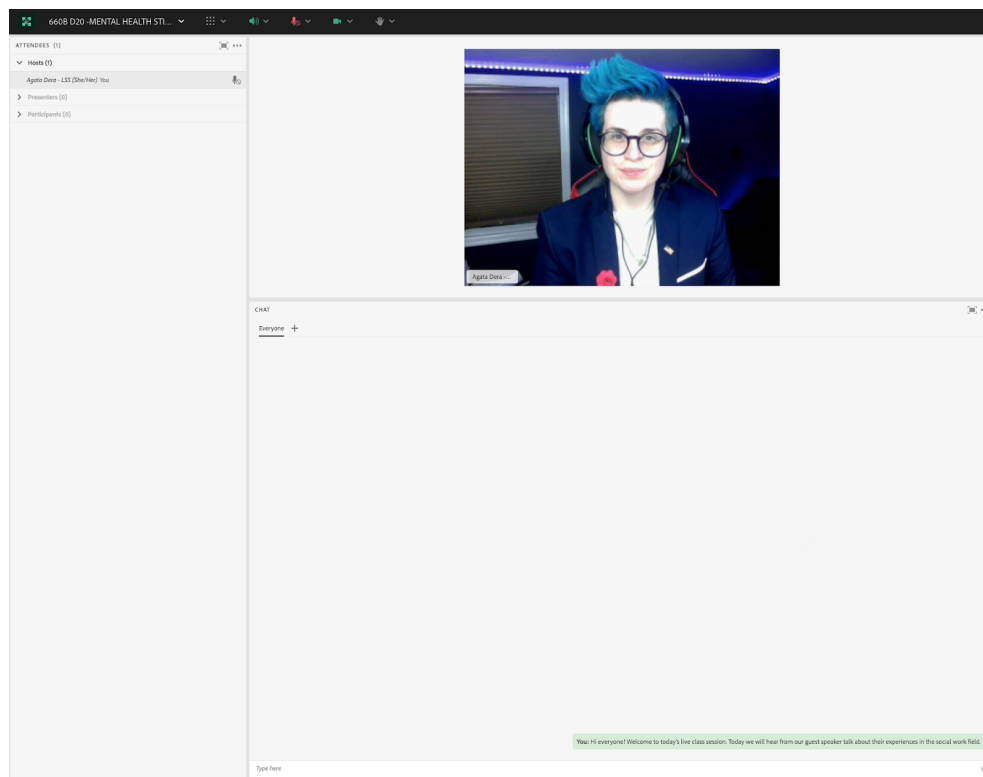 660B D20 -MENTAL HEALTH STI...
ATTENDEES (1)
Hosts (1)
Agata Dera - LSS (She/Her) You
Presenters (0)
Participants (0)
Agata Dera -...
CHAT
Everyone
You: Hi everyone! Welcome to today's live class session. Today we will hear from our guest speaker talk about their experiences in the social work field.
Type here